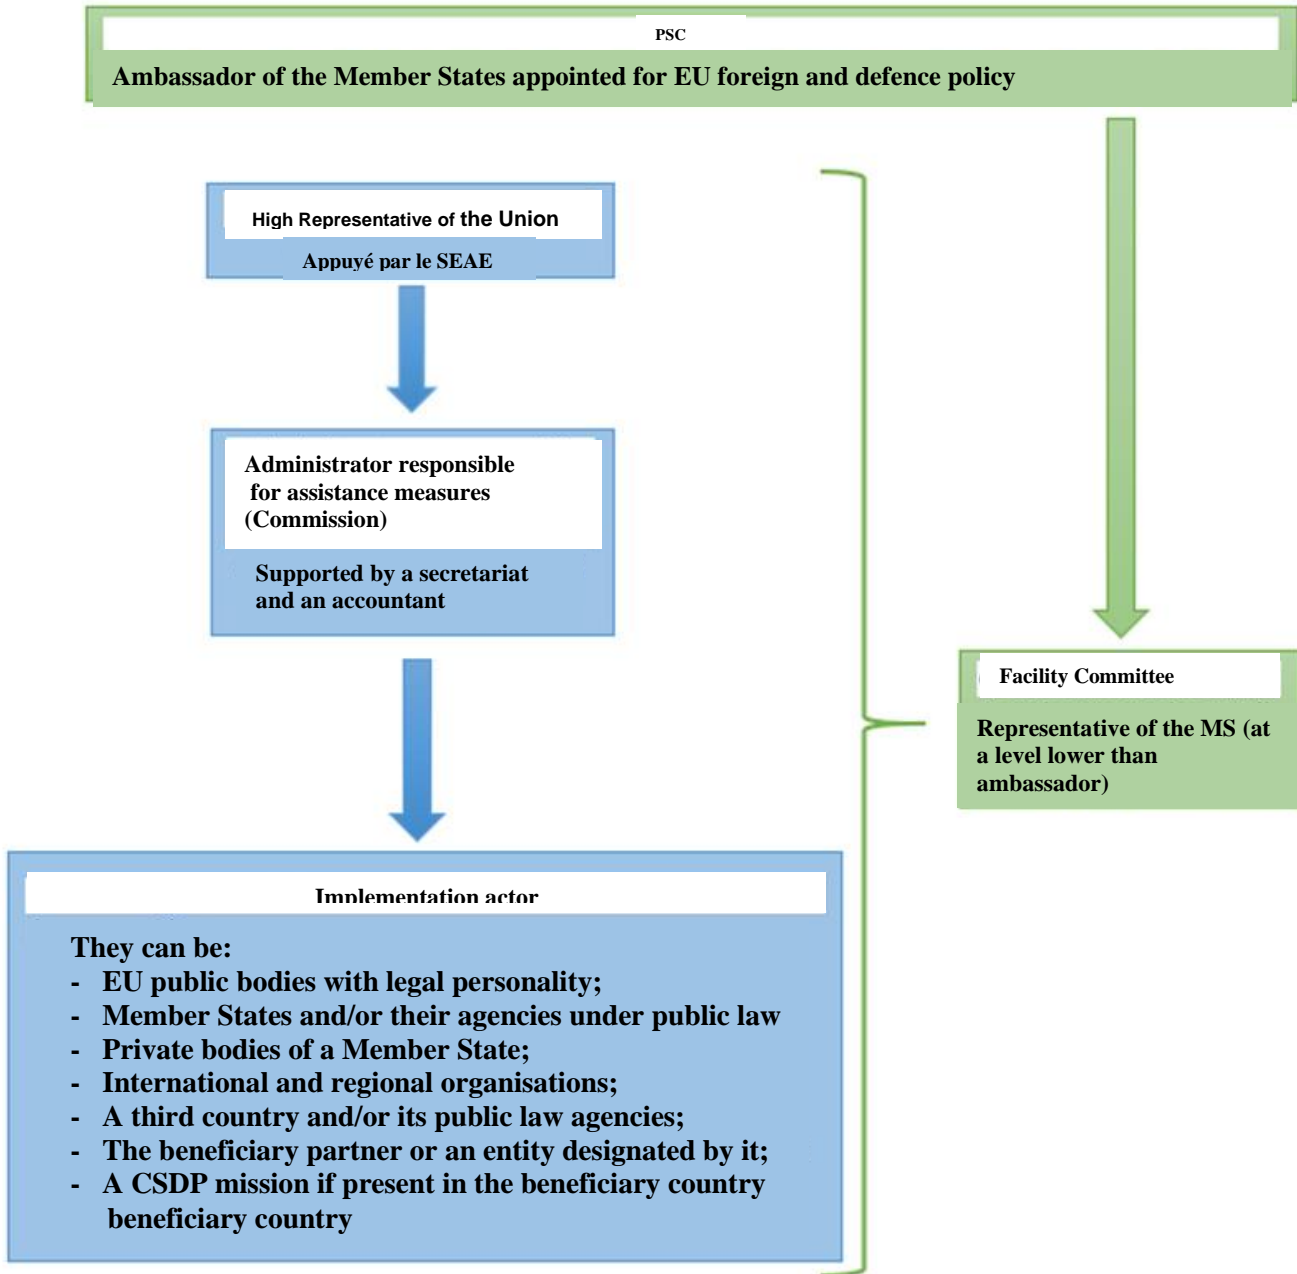 PSC
Ambassador of the Member States appointed for EU foreign and defence policy
High Representative of the Union
Appuyé par le SEAE
Administrator responsible
for assistance measures
(Commission)
Supported by a secretariat
and an accountant
Facility Committee
Representative of the MS (at
a level lower than
ambassador)
Implementation actor
They can be:
- EU public bodies with legal personality;
- Member States and/or their agencies under public law
- Private bodies of a Member State;
- International and regional organisations;
- A third country and/or its public law agencies;
- The beneficiary partner or an entity designated by it;
- A CSDP mission if present in the beneficiary country
beneficiary country